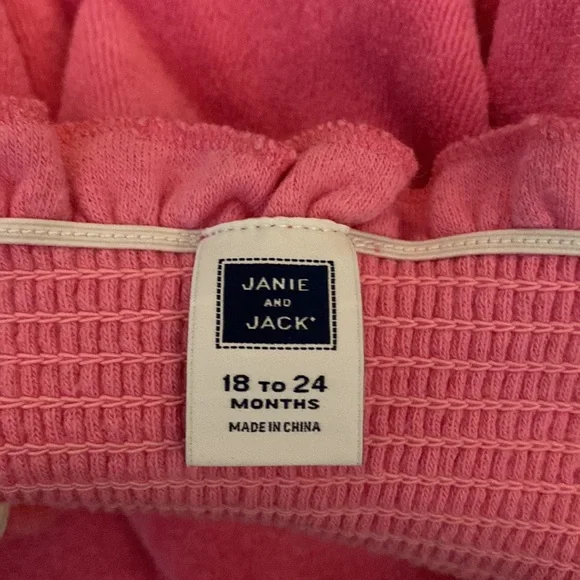 JANIE
AND
JACK
18 TO 24
MONTHS
MADE IN CHINA